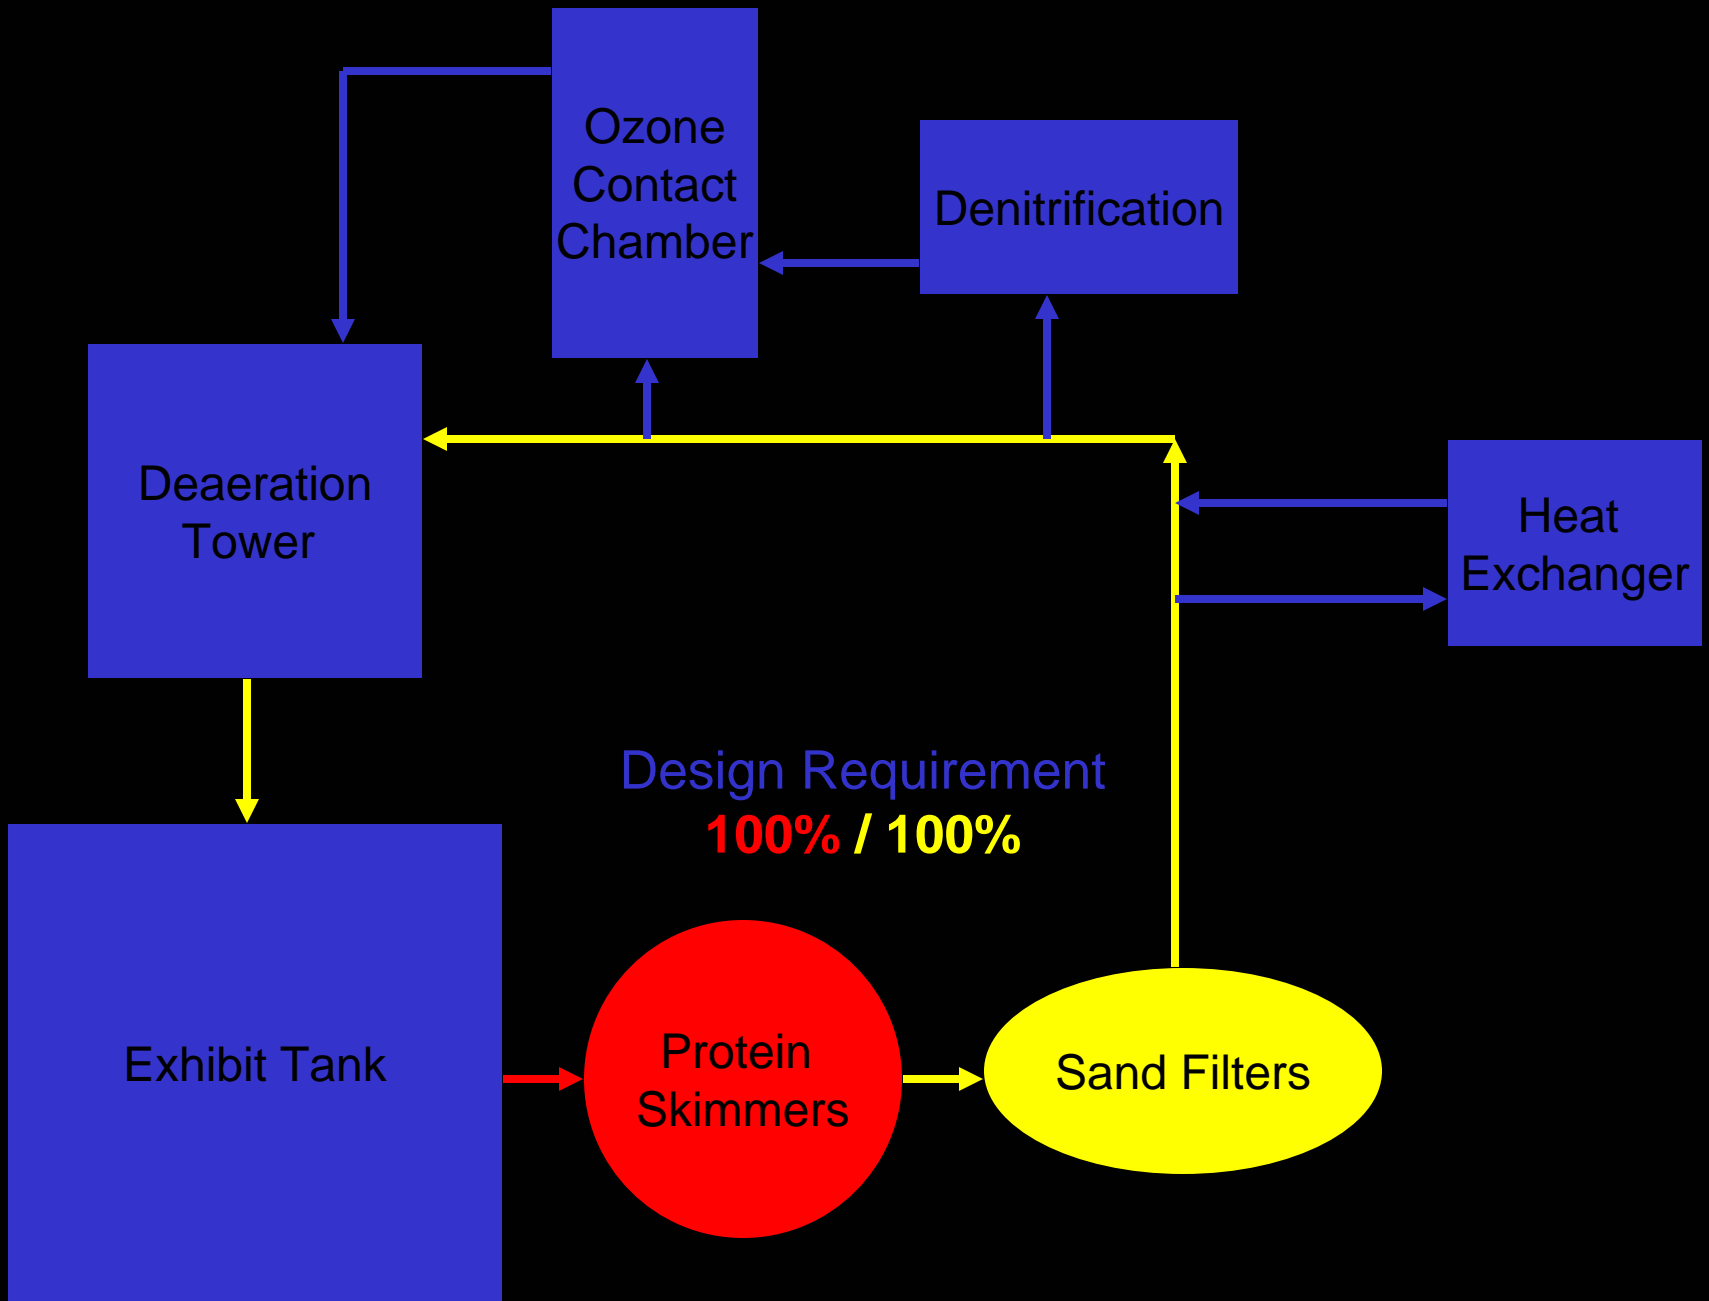 Ozone
Contact
Chamber
Denitrification
Deaeration
Tower
Heat
Exchanger
Design Requirement
100% / 100%
Exhibit Tank
Protein
Skimmers
Sand Filters